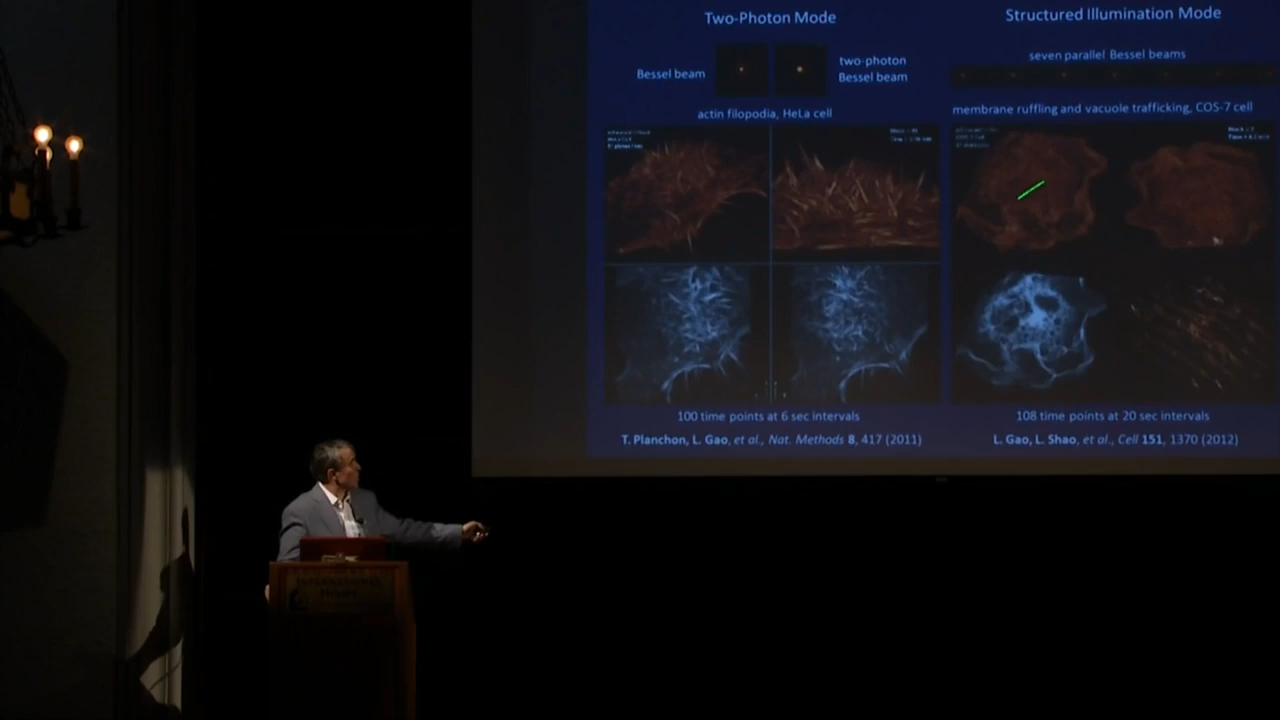 Two-Photon Mode
Bessel beam
two-photon
Bessel beam
actin filopodia, HeLa cell
100 time points at 6 sec intervals
T. Planchon, L. Gao, et al., Nat. Methods 8, 417 (2011)
Structured Illumination Mode
seven parallel Bessel beams
membrane ruffling and vacuole trafficking, COS-7 cell
108 time points at 20 sec intervals
L. Gao, L. Shao, et al., Cell 151, 1370 (2012)
INTERNATIONAL
HOUSE